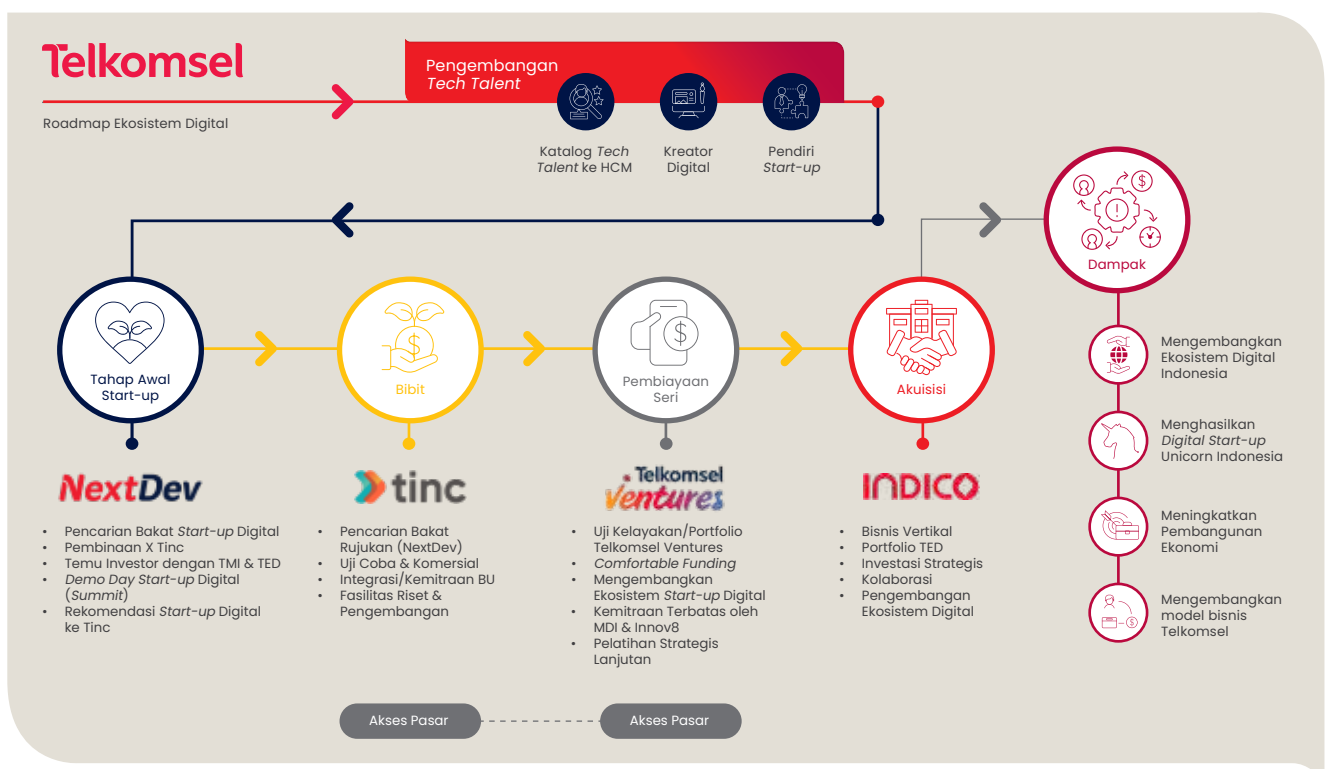 Telkomsel
Roadmap Ekosistem Digital
Pengembangan
Tech Talent
Katalog Tech
Talent ke HCM
Kreator
Digital
Pendiri
Start-up
Tahap Awal
Start-up
Bibit
Pembiayaan
Seri
Akuisisi
Dampak
NextDev
• Pencarian Bakat Start-up Digital
• Pembinaan X Tinc
• Temu Investor dengan TMI & TED
• Demo Day Start-up Digital
(Summit)
• Rekomendasi Start-up Digital
ke Tinc
tinc
• Pencarian Bakat
Rujukan (NextDev)
• Uji Coba & Komersial
• Integrasi/Kemitraan BU
• Fasilitas Riset &
Pengembangan
Telkomsel
Ventures
• Uji Kelayakan/Portfolio
Telkomsel Ventures
• Comfortable Funding
• Mengembangkan
Ekosistem Start-up Digital
• Kemitraan Terbatas oleh
MDI & Innov8
• Pelatihan Strategis
Lanjutan
INDICO
• Bisnis Vertikal
• Portfolio TED
• Investasi Strategis
• Kolaborasi
• Pengembangan
Ekosistem Digital
Mengembangkan
Ekosistem Digital
Indonesia
Menghasilkan
Digital Start-up
Unicorn Indonesia
Meningkatkan
Pembangunan
Ekonomi
Mengembangkan
model bisnis
Telkomsel
Akses Pasar
Akses Pasar